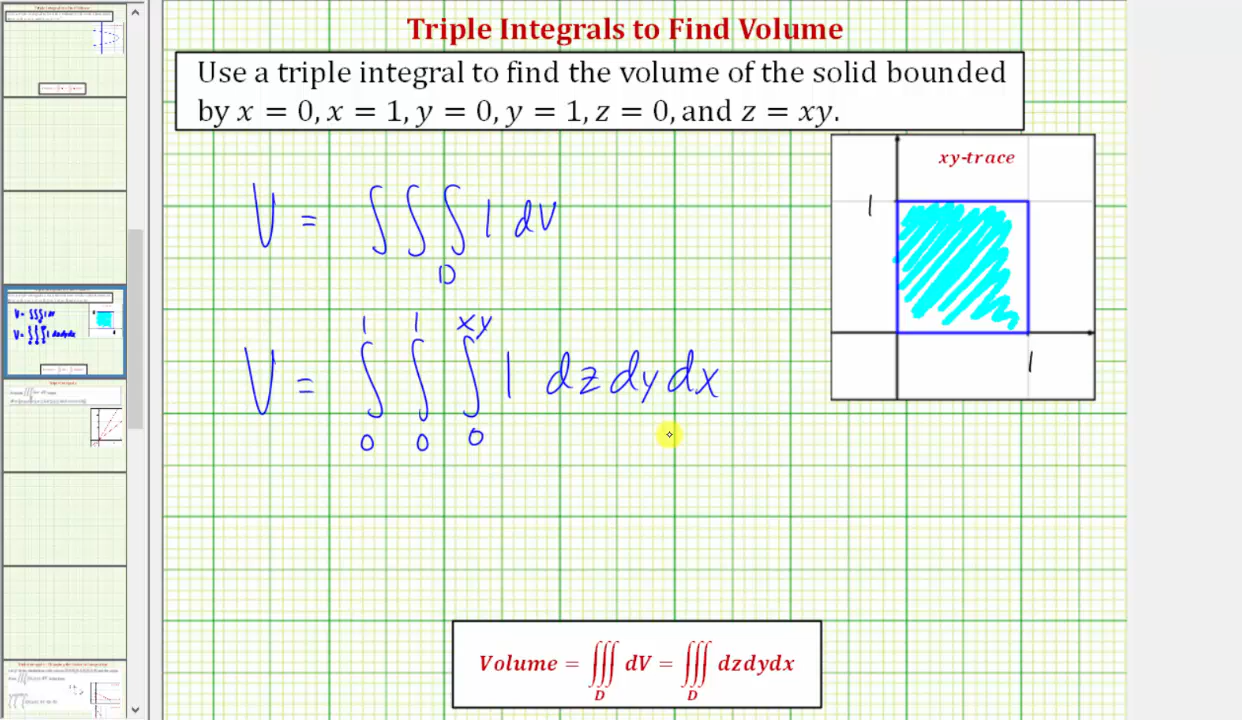 Triple Integrals to Find Volume
Use a triple integral to find the volume of the solid bounded
by x = 0, x = 1, y = 0, y = 1, z = 0, and z = xy.
xy-trace
1
1
V = ∫∫∫_D 1 dV
V = ∫_0^1 ∫_0^1 ∫_0^{xy} 1 dz dy dx
Volume = ∭_D dV = ∭_D dzdydx